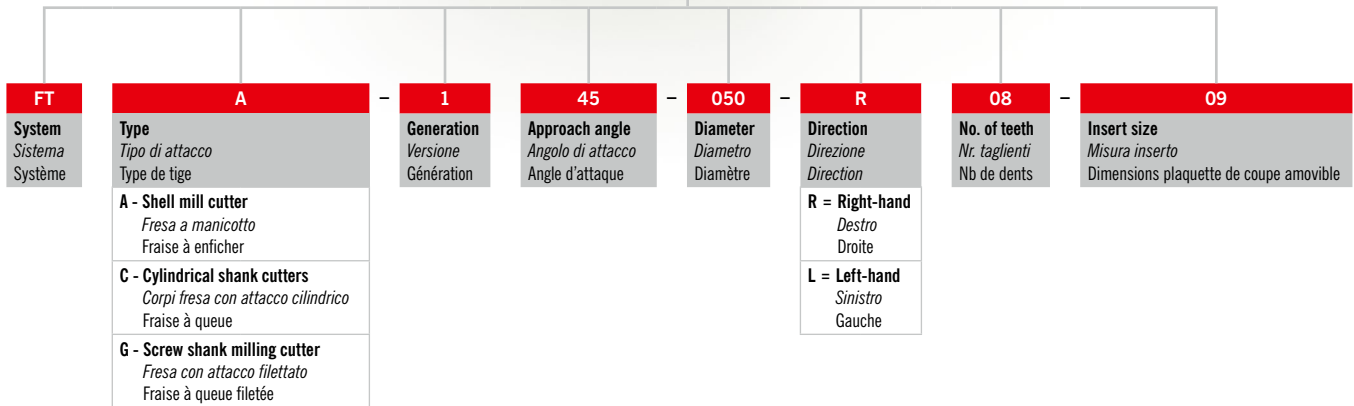 FT A – 1 45 – 050 – R 08 – 09
System
Sistema
Système
Type
Tipo di attacco
Type de tige
A - Shell mill cutter
Fresa a manicotto
Fraise à enficher
C - Cylindrical shank cutters
Corpi fresa con attacco cilindrico
Fraise à queue
G - Screw shank milling cutter
Fresa con attacco filettato
Fraise à queue filetée
Generation
Versione
Génération
Approach angle
Angolo di attacco
Angle d’attaque
Diameter
Diametro
Diamètre
Direction
Direzione
Direction
R = Right-hand
Destro
Droite
L = Left-hand
Sinistro
Gauche
No. of teeth
Nr. taglienti
Nb de dents
Insert size
Misura inserto
Dimensions plaquette de coupe amovible